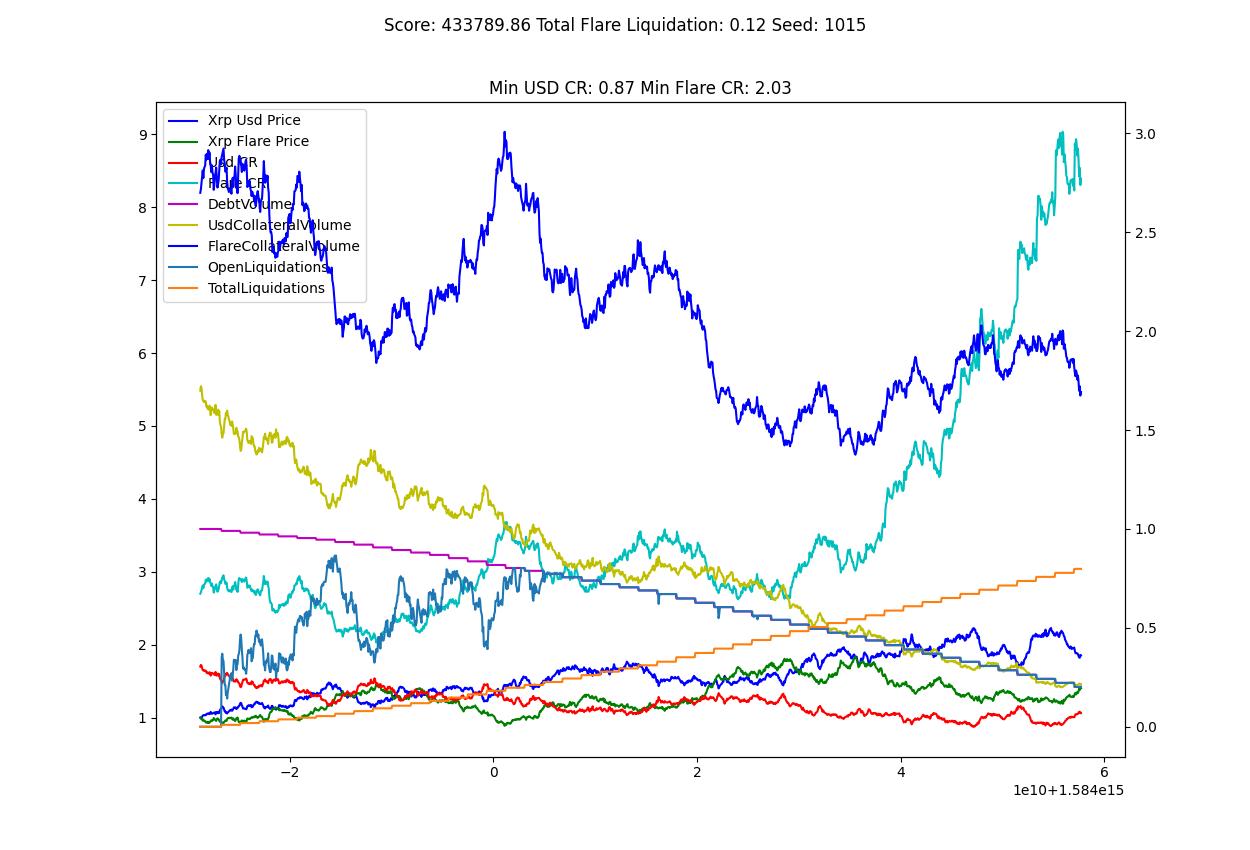 Score: 433789.86 Total Flare Liquidation: 0.12 Seed: 1015
Min USD CR: 0.87 Min Flare CR: 2.03
Xrp Usd Price
Xrp Flare Price
Usd CR
Flare CR
DebtVolume
UsdCollateralVolume
FlareCollateralVolume
OpenLiquidations
TotalLiquidations
9
8
7
6
5
4
3
2
1
3.0
2.5
2.0
1.5
1.0
0.5
0.0
−2
0
2
4
6
1e10+1.584e15